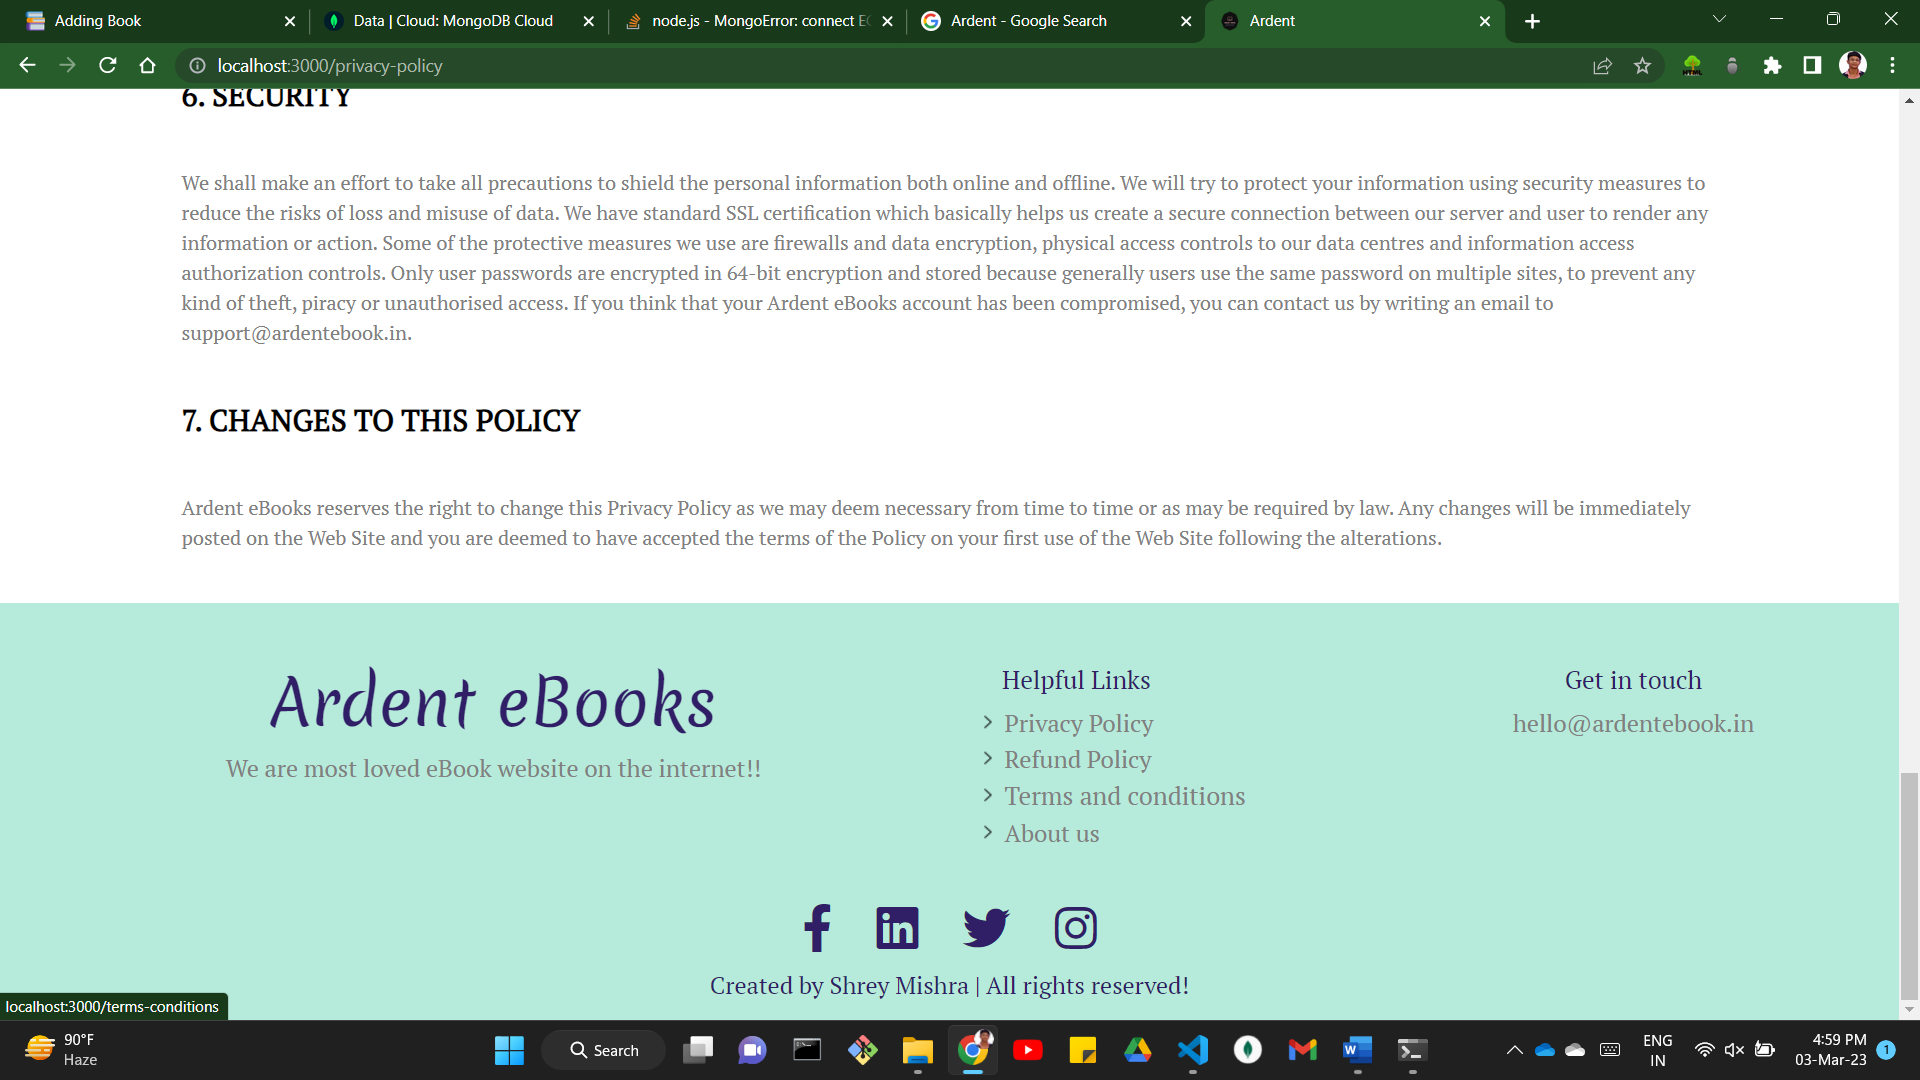 Adding Book
Data | Cloud: MongoDB Cloud
node.js - MongoError: connect EC
Ardent - Google Search
Ardent
localhost:3000/privacy-policy
6. SECURITY
We shall make an effort to take all precautions to shield the personal information both online and offline. We will try to protect your information using security measures to
reduce the risks of loss and misuse of data. We have standard SSL certification which basically helps us create a secure connection between our server and user to render any
information or action. Some of the protective measures we use are firewalls and data encryption, physical access controls to our data centres and information access
authorization controls. Only user passwords are encrypted in 64-bit encryption and stored because generally users use the same password on multiple sites, to prevent any
kind of theft, piracy or unauthorised access. If you think that your Ardent eBooks account has been compromised, you can contact us by writing an email to
support@ardentebook.in.
7. CHANGES TO THIS POLICY
Ardent eBooks reserves the right to change this Privacy Policy as we may deem necessary from time to time or as may be required by law. Any changes will be immediately
posted on the Web Site and you are deemed to have accepted the terms of the Policy on your first use of the Web Site following the alterations.
Ardent eBooks
We are most loved eBook website on the internet!!
Helpful Links
Privacy Policy
Refund Policy
Terms and conditions
About us
Get in touch
hello@ardentebook.in
Created by Shrey Mishra | All rights reserved!
localhost:3000/terms-conditions
90°F
Haze
Search
ENG
IN
4:59 PM
03-Mar-23
1